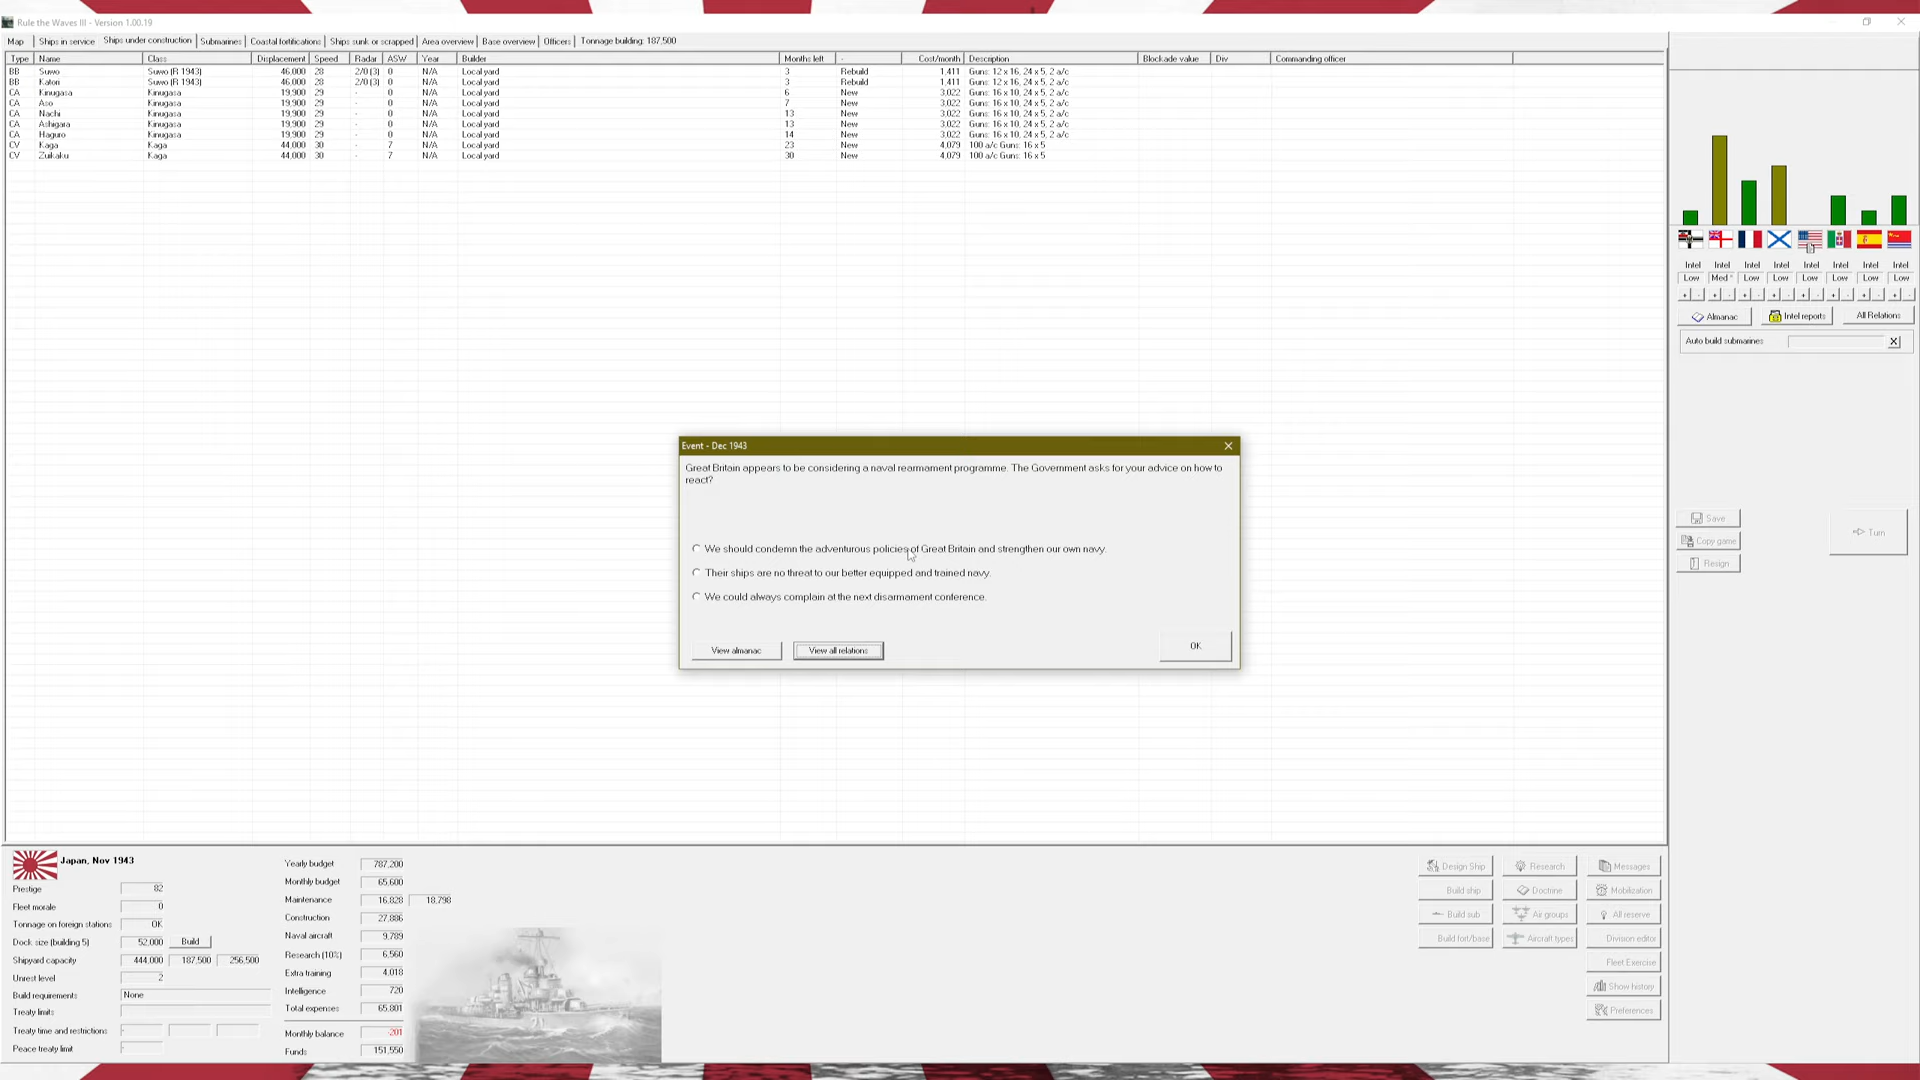 Rule the Waves III - Version 1.00.19
Map Ships in service Ships under construction Submarines Coastal fortifications Ships sunk or scrapped Area overview Base overview Officers Tonnage building: 187,500
Type Name Class Displacement Speed Radar ASW Year Builder Months left - Cost/month Description Blockade value Div Commanding officer
BB Suwo Suwo (R 1943) 46,000 28 2/0 (3) 0 N/A Local yard 3 Rebuild 1,411 Guns: 12 x 16, 24 x 5, 2 a/c
BB Katori Suwo (R 1943) 46,000 28 2/0 (3) 0 N/A Local yard 3 Rebuild 1,411 Guns: 12 x 16, 24 x 5, 2 a/c
CA Kinugasa Kinugasa 19,900 29 - 0 N/A Local yard 6 New 3,022 Guns: 16 x 10, 24 x 5, 2 a/c
CA Aso Kinugasa 19,900 29 - 0 N/A Local yard 7 New 3,022 Guns: 16 x 10, 24 x 5, 2 a/c
CA Nachi Kinugasa 19,900 29 - 0 N/A Local yard 13 New 3,022 Guns: 16 x 10, 24 x 5, 2 a/c
CA Ashigara Kinugasa 19,900 29 - 0 N/A Local yard 13 New 3,022 Guns: 16 x 10, 24 x 5, 2 a/c
CA Haguro Kinugasa 19,900 29 - 0 N/A Local yard 14 New 3,022 Guns: 16 x 10, 24 x 5, 2 a/c
CV Kaga Kaga 44,000 30 - 7 N/A Local yard 23 New 4,079 100 a/c Guns: 16 x 5
CV Zuikaku Kaga 44,000 30 - 7 N/A Local yard 30 New 4,079 100 a/c Guns: 16 x 5
Intel Intel Intel Intel Intel Intel Intel Intel
Low Med Low Low Low Low Low Low
+ - + - + - + - + - + - + - + -
Almanac Intel reports All Relations
Auto build submarines X
Save
Copy game
Resign
Turn
Event - Dec 1943
Great Britain appears to be considering a naval rearmament programme. The Government asks for your advice on how to
react?
We should condemn the adventurous policies of Great Britain and strengthen our own navy.
Their ships are no threat to our better equipped and trained navy.
We could always complain at the next disarmament conference.
View almanac View all relations OK
Japan, Nov 1943
Prestige 82
Fleet morale 0
Tonnage on foreign stations OK
Dock size (building 5) 52,000 Build
Shipyard capacity 444,000 187,500 256,500
Unrest level 2
Build requirements None
Treaty limits
Treaty time and restrictions -
Peace treaty limit -
Yearly budget 787,200
Monthly budget 65,600
Maintenance 16,828 18,798
Construction 27,886
Naval aircraft 9,789
Research (10%) 6,560
Extra training 4,018
Intelligence 720
Total expenses 65,801
Monthly balance -201
Funds 151,550
21
Design Ship Research Messages
Build ship Doctrine Mobilization
Build sub Air groups All reserve
Build fort/base Aircraft types Division editor
Fleet Exercise
Show history
Preferences